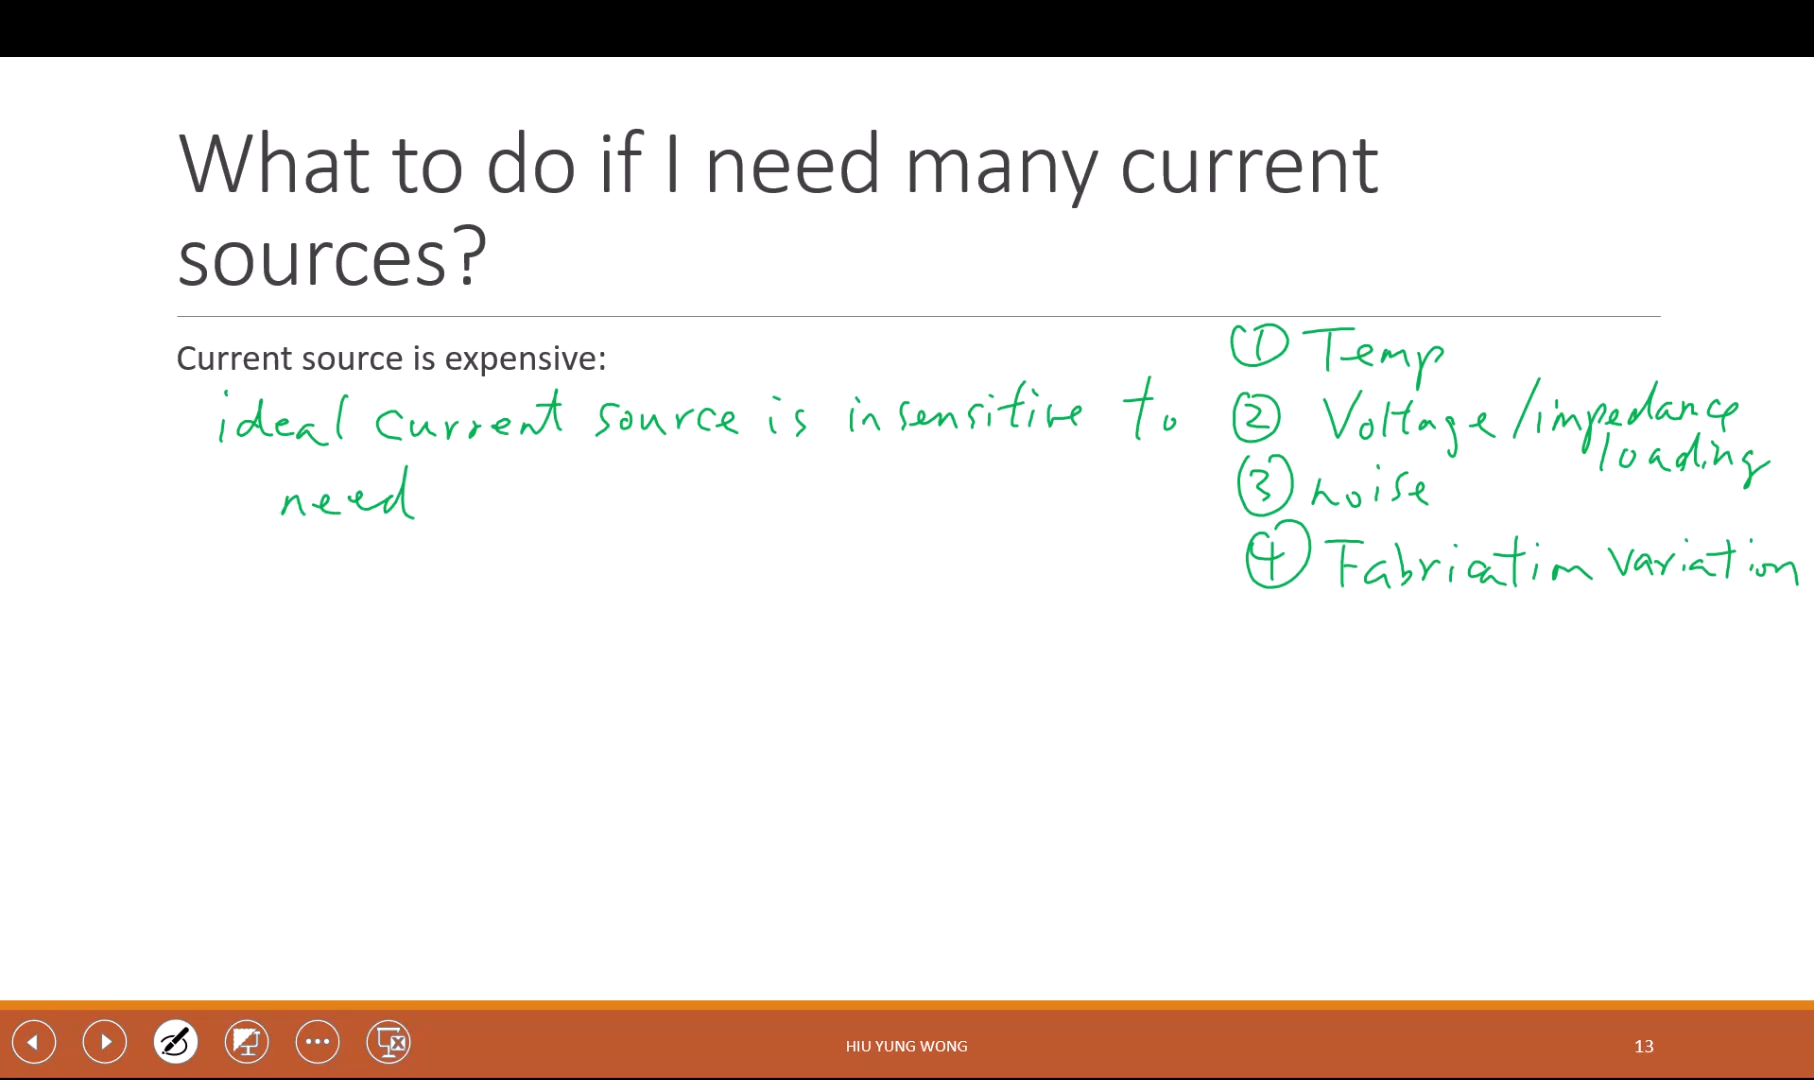 What to do if I need many current
sources?
Current source is expensive:
ideal current source is insensitive to
need
① Temp
② Voltage/impedance
loading
③ noise
④ Fabrication variation
HIU YUNG WONG
13